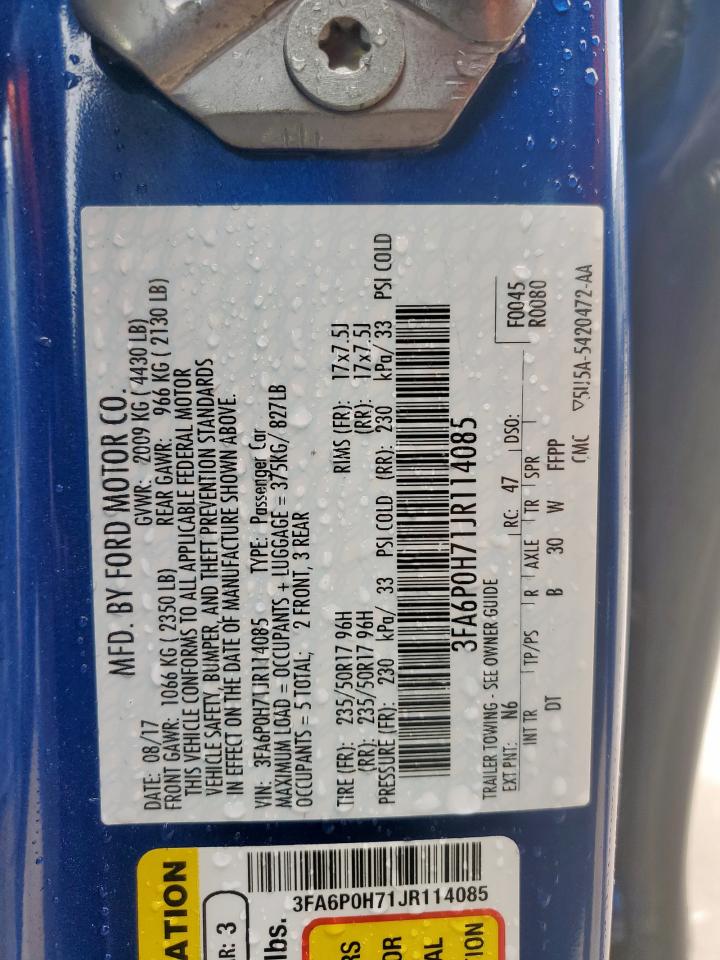 MFD. BY FORD MOTOR CO.
DATE: 08/17 GVWR: 2009 KG ( 4430 LB)
FRONT GAWR: 1066 KG ( 2350 LB) REAR GAWR: 966 KG ( 2130 LB)
THIS VEHICLE CONFORMS TO ALL APPLICABLE FEDERAL MOTOR
VEHICLE SAFETY, BUMPER, AND THEFT PREVENTION STANDARDS
IN EFFECT ON THE DATE OF MANUFACTURE SHOWN ABOVE.
VIN: 3FA6P0H71JR114085 TYPE: Passenger Car
MAXIMUM LOAD = OCCUPANTS + LUGGAGE = 375KG/ 827LB
OCCUPANTS = 5 TOTAL, 2 FRONT, 3 REAR
TIRE (FR): 235/50R17 96H RIMS (FR): 17x7.5J
(RR): 235/50R17 96H (RR): 17x7.5J
PRESSURE (FR): 230 kPa/ 33 PSI COLD (RR): 230 kPa/ 33 PSI COLD
3FA6P0H71JR114085
TRAILER TOWING - SEE OWNER GUIDE
F0045
R0080
EXT PNT: N6 RC: 47 DSO:
INT TR TP/PS R AXLE TR SPR
DT B 30 W FFPP
CMC
3FA6P0H71JR114085
AR: 3
lbs.